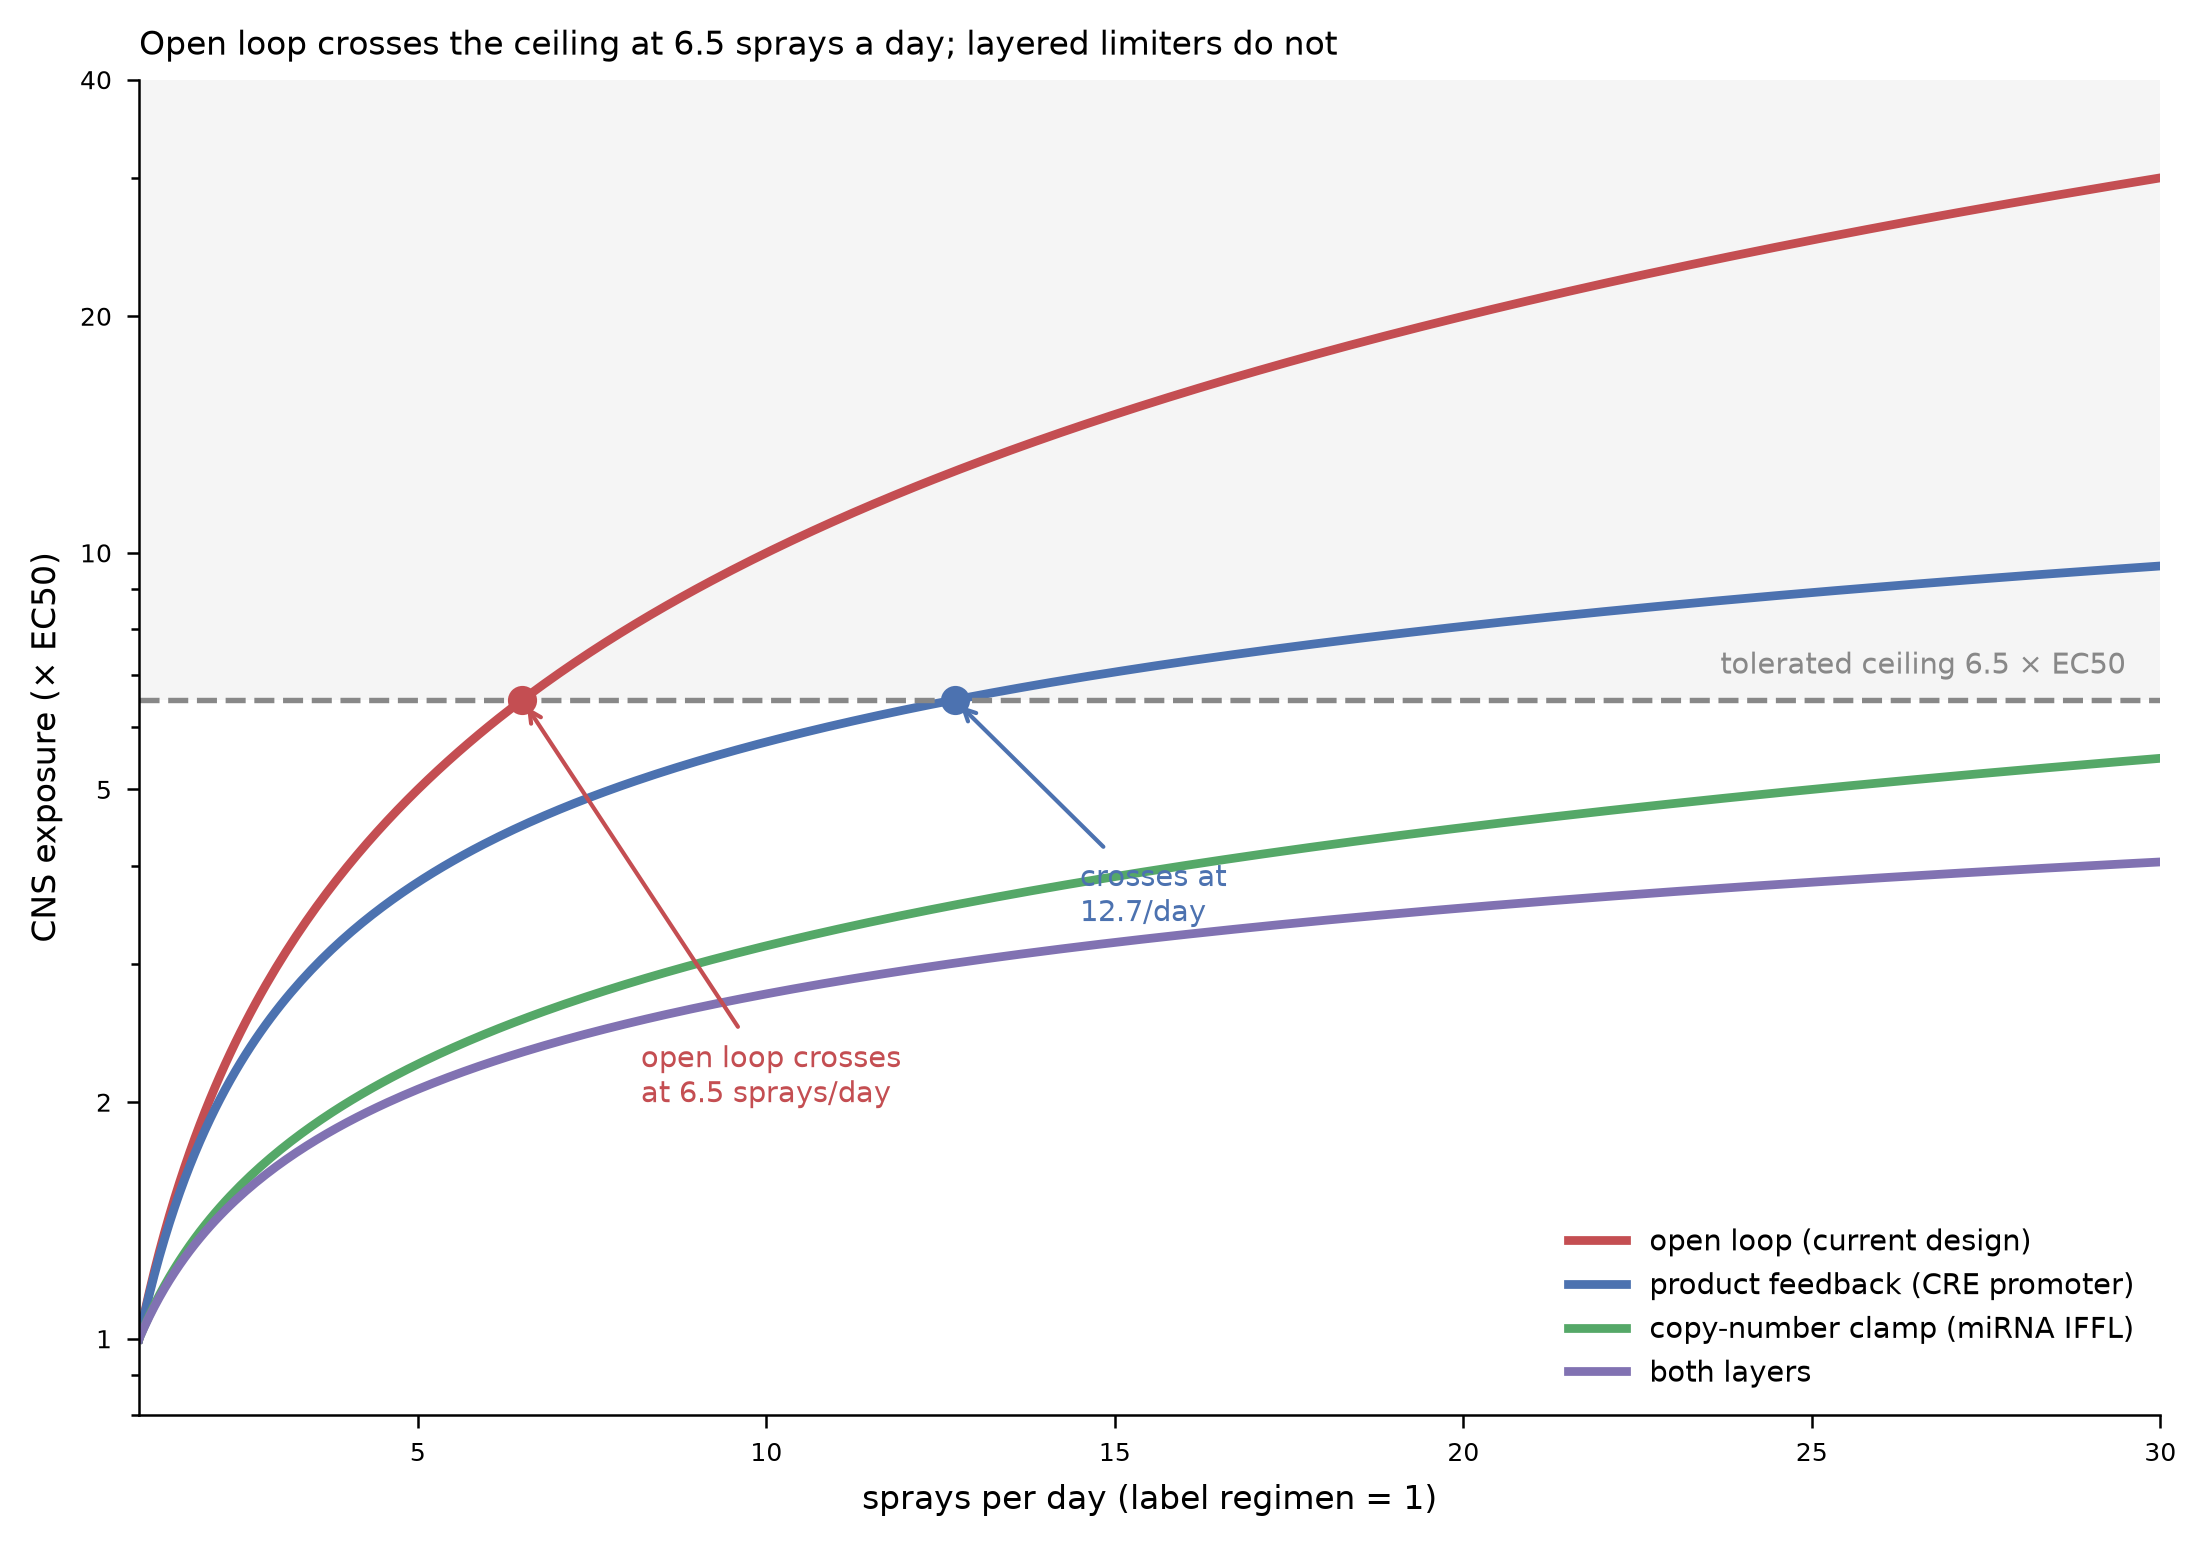 Open loop crosses the ceiling at 6.5 sprays a day; layered limiters do not
CNS exposure (× EC50)
40
20
10
5
2
1
tolerated ceiling 6.5 × EC50
crosses at
12.7/day
open loop crosses
at 6.5 sprays/day
open loop (current design)
product feedback (CRE promoter)
copy-number clamp (miRNA IFFL)
both layers
5
10
15
20
25
30
sprays per day (label regimen = 1)